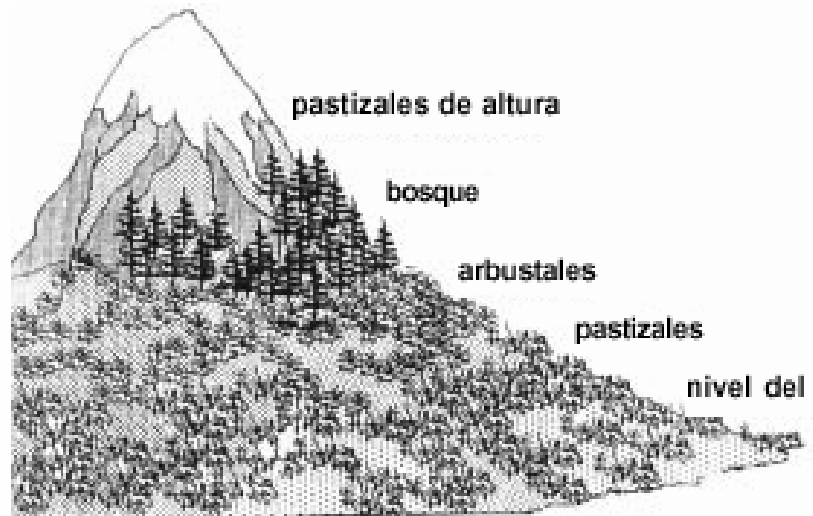 pastizales de altura
bosque
arbustales
pastizales
nivel del